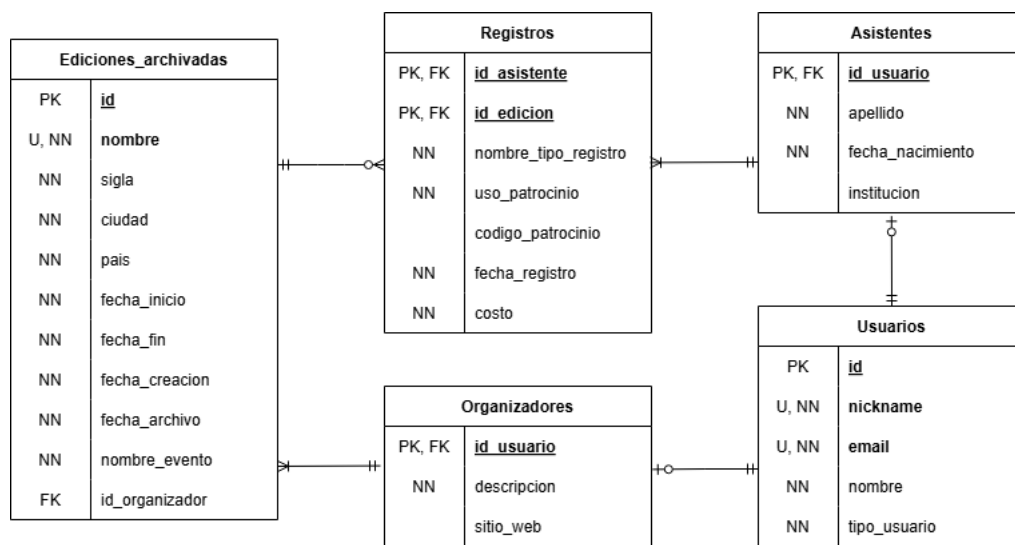 Ediciones_archivadas
PK id
U, NN nombre
NN sigla
NN ciudad
NN pais
NN fecha_inicio
NN fecha_fin
NN fecha_creacion
NN fecha_archivo
NN nombre_evento
FK id_organizador
Registros
PK, FK id_asistente
PK, FK id_edicion
NN nombre_tipo_registro
NN uso_patrocinio
codigo_patrocinio
NN fecha_registro
NN costo
Asistentes
PK, FK id_usuario
NN apellido
NN fecha_nacimiento
institucion
Organizadores
PK, FK id_usuario
NN descripcion
sitio_web
Usuarios
PK id
U, NN nickname
U, NN email
NN nombre
NN tipo_usuario